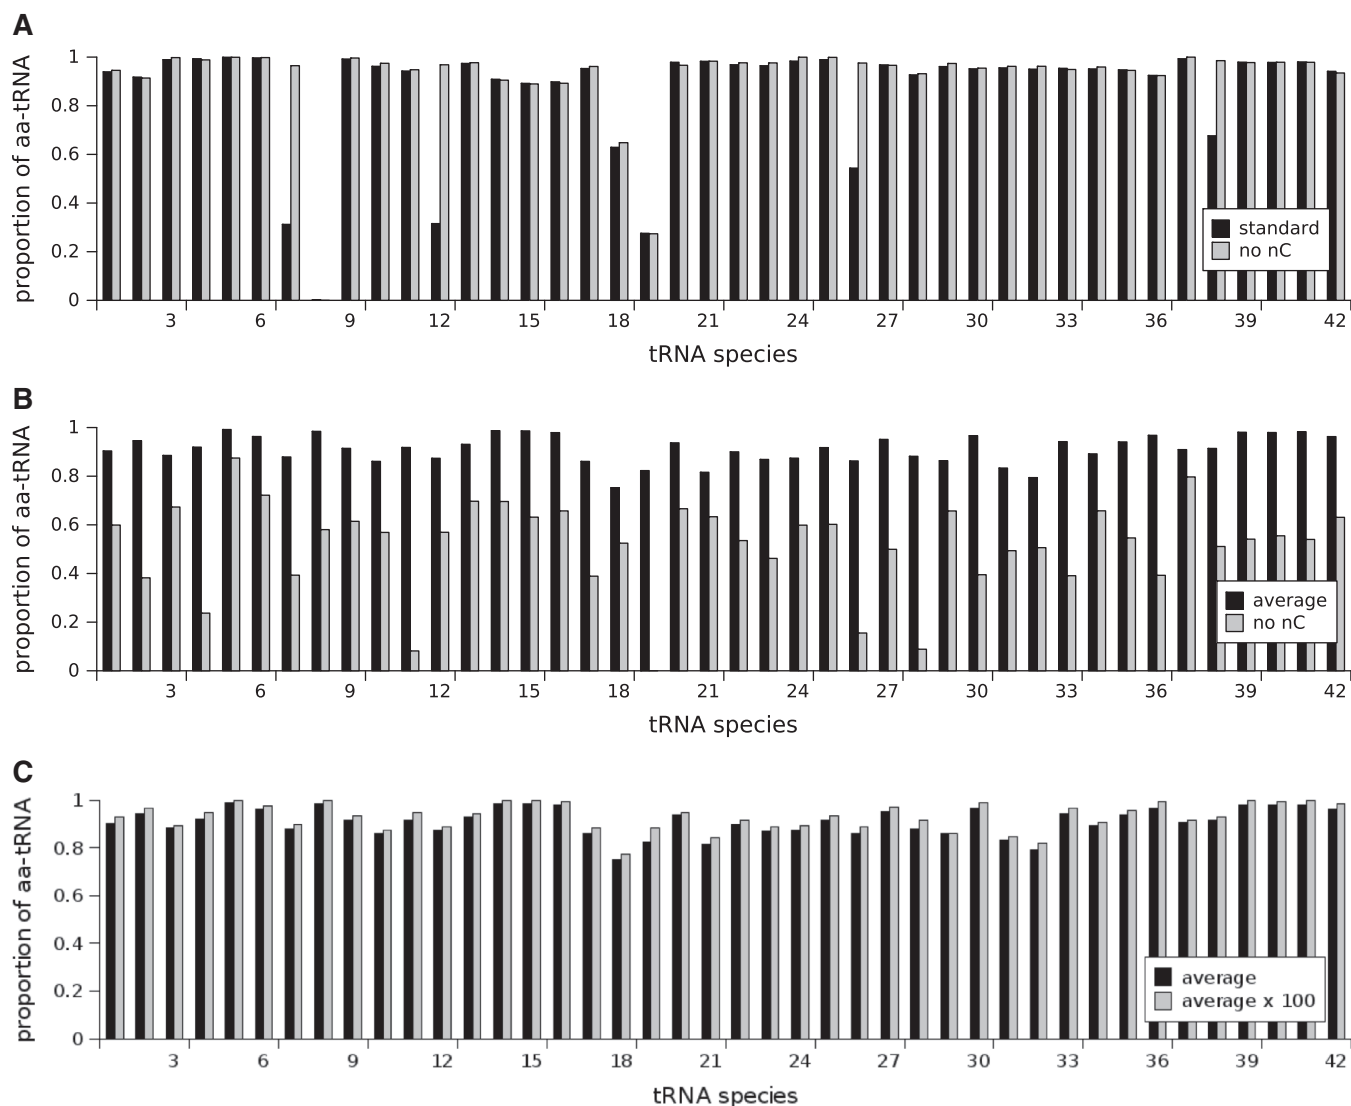 A
proportion of aa-tRNA
1
0.8
0.6
0.4
0.2
0
standard
no nC
3 6 9 12 15 18 21 24 27 30 33 36 39 42
tRNA species
B
proportion of aa-tRNA
1
0.8
0.6
0.4
0.2
0
average
no nC
3 6 9 12 15 18 21 24 27 30 33 36 39 42
tRNA species
C
proportion of aa-tRNA
1
0.8
0.6
0.4
0.2
0
average
average x 100
3 6 9 12 15 18 21 24 27 30 33 36 39 42
tRNA species